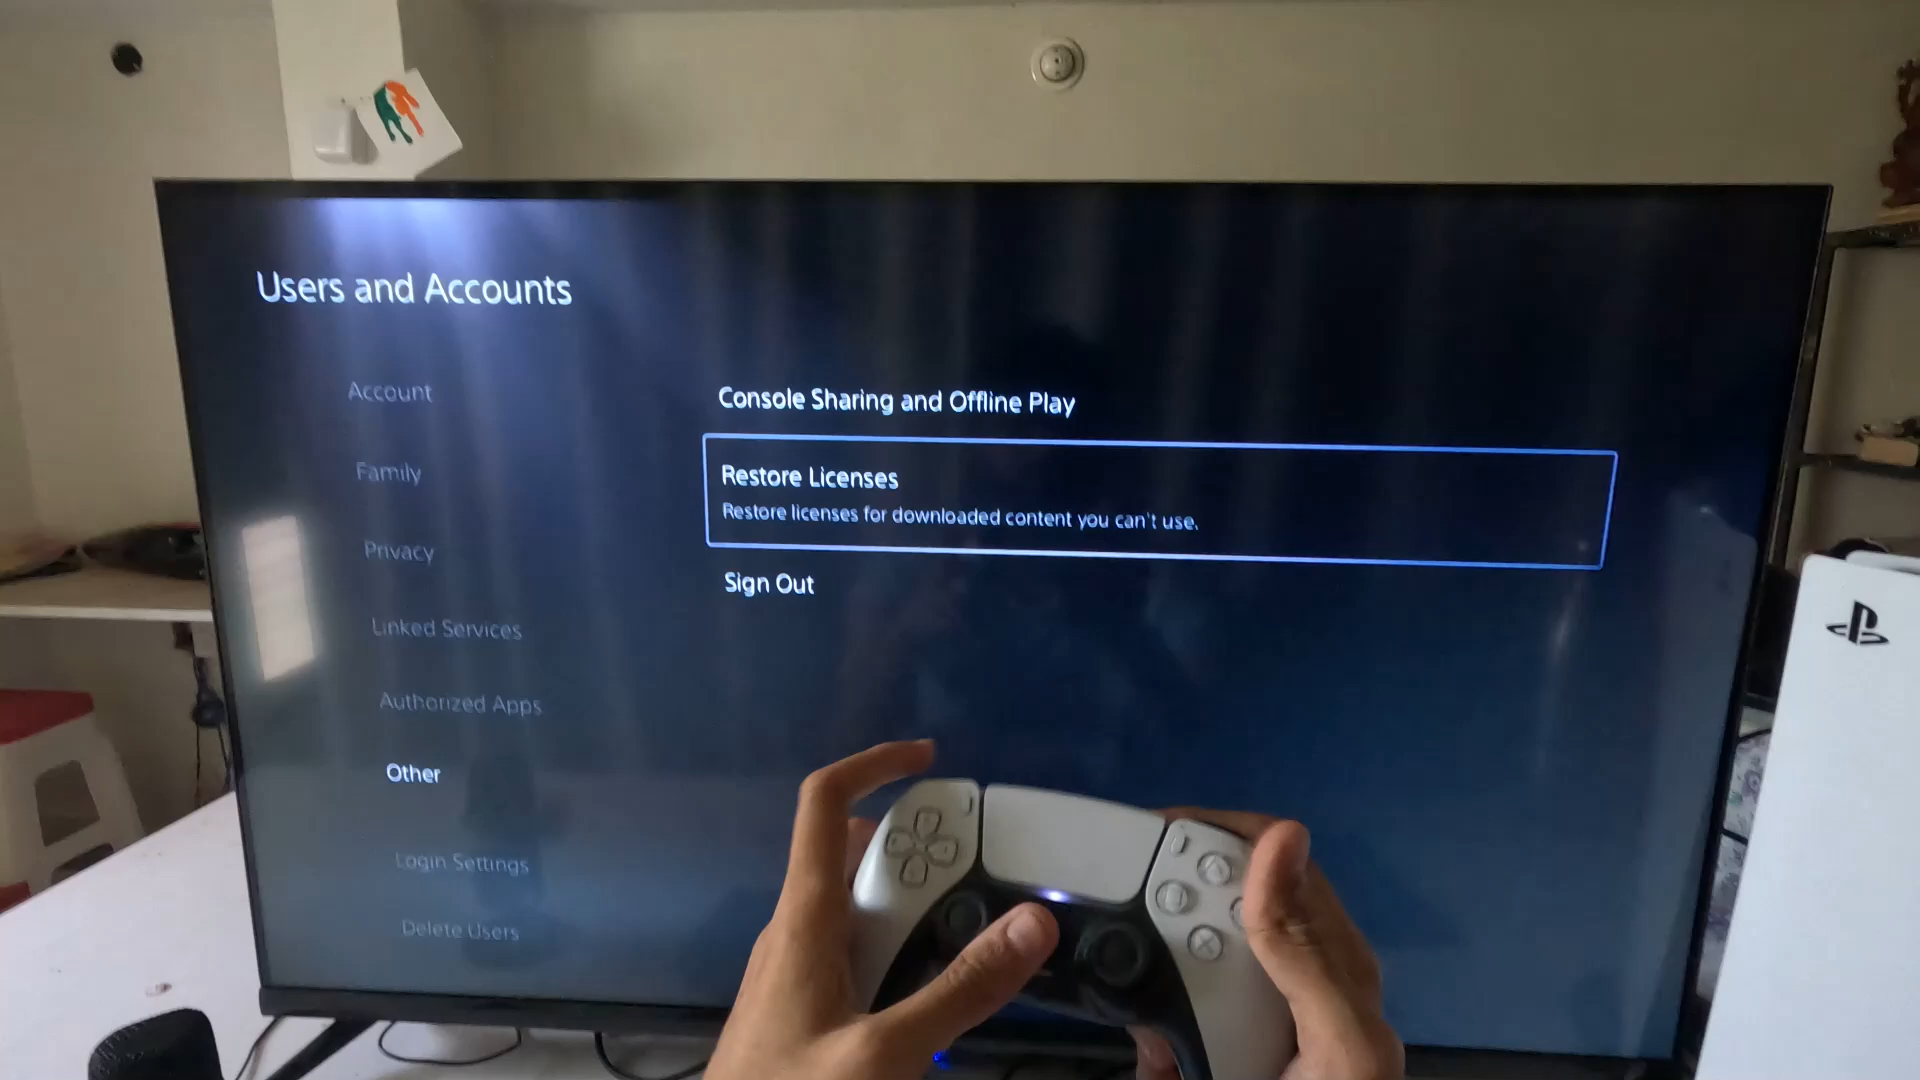 Users and Accounts
Account
Family
Privacy
Linked Services
Authorized Apps
Other
Login Settings
Delete Users
Console Sharing and Offline Play
Restore Licenses
Restore licenses for downloaded content you can't use.
Sign Out